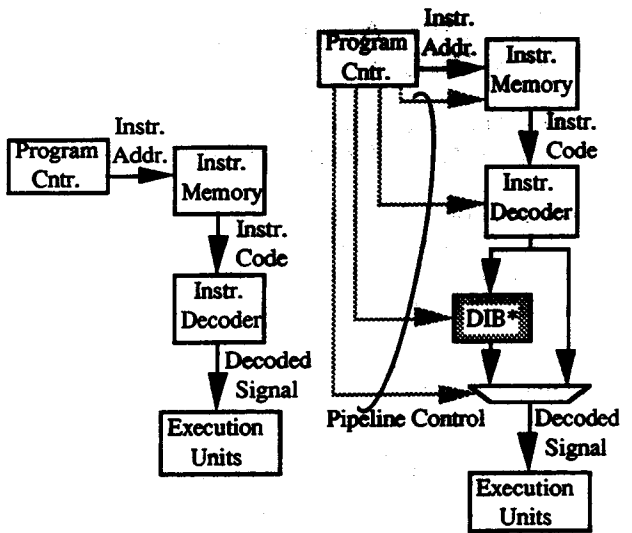 Program
Cntr.
Instr.
Addr.
Instr.
Memory
Instr.
Code
Instr.
Decoder
Decoded
Signal
Execution
Units
Program
Cntr.
Instr.
Addr.
Instr.
Memory
Instr.
Code
Instr.
Decoder
DIB*
Pipeline Control
Decoded
Signal
Execution
Units